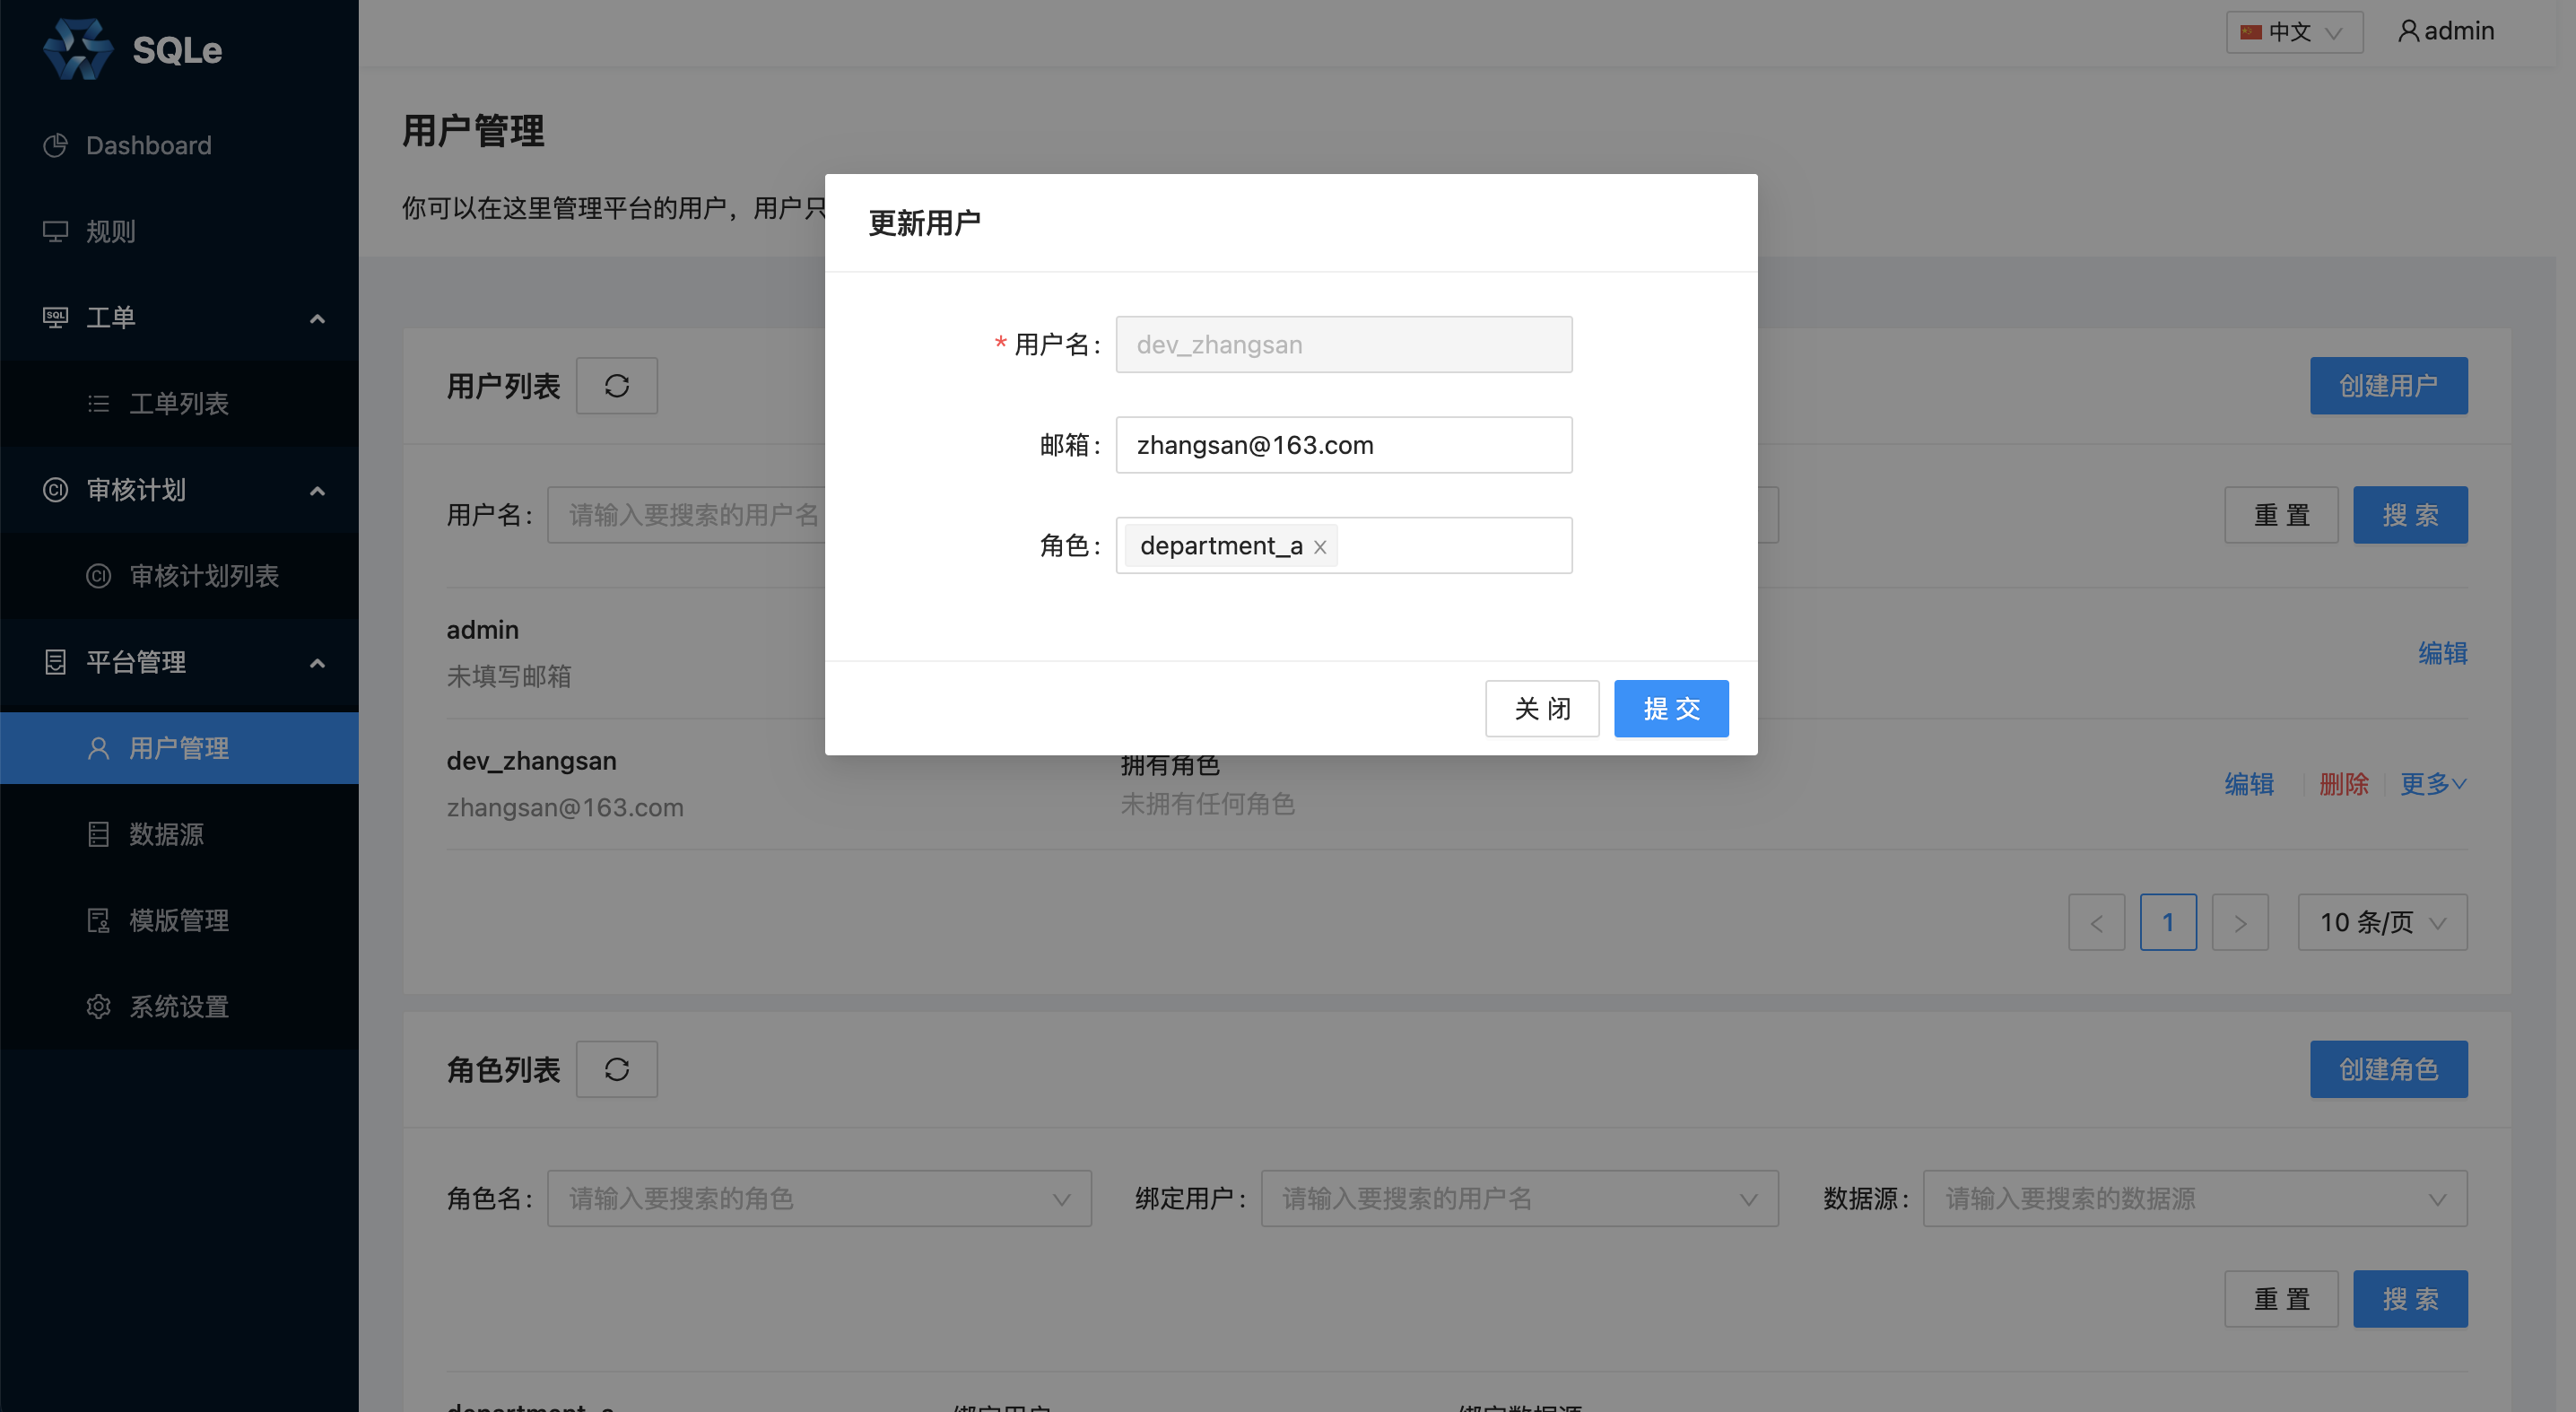 SQLe
中文
admin
Dashboard
规则
工单
工单列表
审核计划
审核计划列表
平台管理
用户管理
数据源
模版管理
系统设置
用户管理
你可以在这里管理平台的用户，用户只
用户列表
创建用户
用户名：
请输入要搜索的用户名
重 置
搜 索
admin
未填写邮箱
编辑
dev_zhangsan
zhangsan@163.com
拥有角色
未拥有任何角色
编辑
删除
更多
<
1
>
10 条/页
更新用户
* 用户名：
dev_zhangsan
邮箱：
zhangsan@163.com
角色：
department_a
关 闭
提 交
角色列表
创建角色
角色名：
请输入要搜索的角色
绑定用户：
请输入要搜索的用户名
数据源：
请输入要搜索的数据源
重 置
搜 索
department_a
绑定用户
绑定数据源